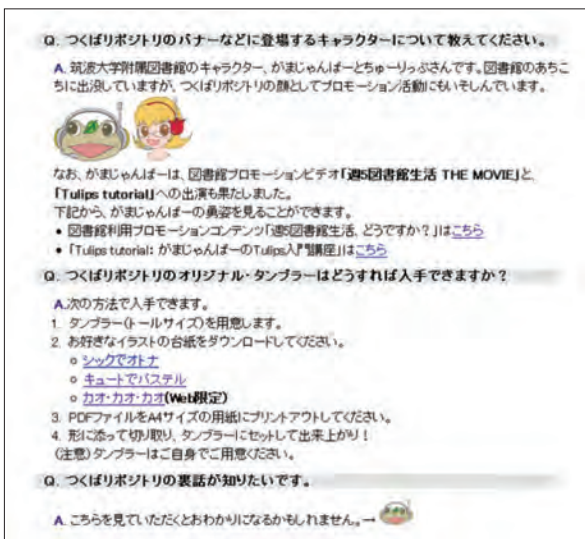 Q. つくばリポジトリのバナーなどに登場するキャラクターについて教えてください。
A. 筑波大学附属図書館のキャラクター、がまじゃんぱーとちゅーりっぷさんです。図書館のあちこ
ちに出没していますが、つくばリポジトリの顔としてプロモーション活動にもいそしんでいます。
なお、がまじゃんぱーは、図書館プロモーションビデオ「週5図書館生活 THE MOVIE」と、
「Tulips tutorial」への出演も果たしました。
下記から、がまじゃんぱーの勇姿を見ることができます。
• 図書館利用プロモーションコンテンツ「週5図書館生活、どうですか？」はこちら
• 「Tulips tutorial: がまじゃんぱーのTulips入門講座」はこちら
Q. つくばリポジトリのオリジナル・タンブラーはどうすれば入手できますか？
A.次の方法で入手できます。
1. タンブラー(トールサイズ)を用意します。
2. お好きなイラストの台紙をダウンロードしてください。
○ シックでオトナ
○ キュートでパステル
○ カオ・カオ・カオ(Web限定)
3. PDFファイルをA4サイズの用紙にプリントアウトしてください。
4. 形に添って切り取り、タンブラーにセットして出来上がり！
(注意)タンブラーはご自身でご用意ください。
Q. つくばリポジトリの裏話が知りたいです。
A. こちらを見ていただくとおわかりになるかもしれません。→